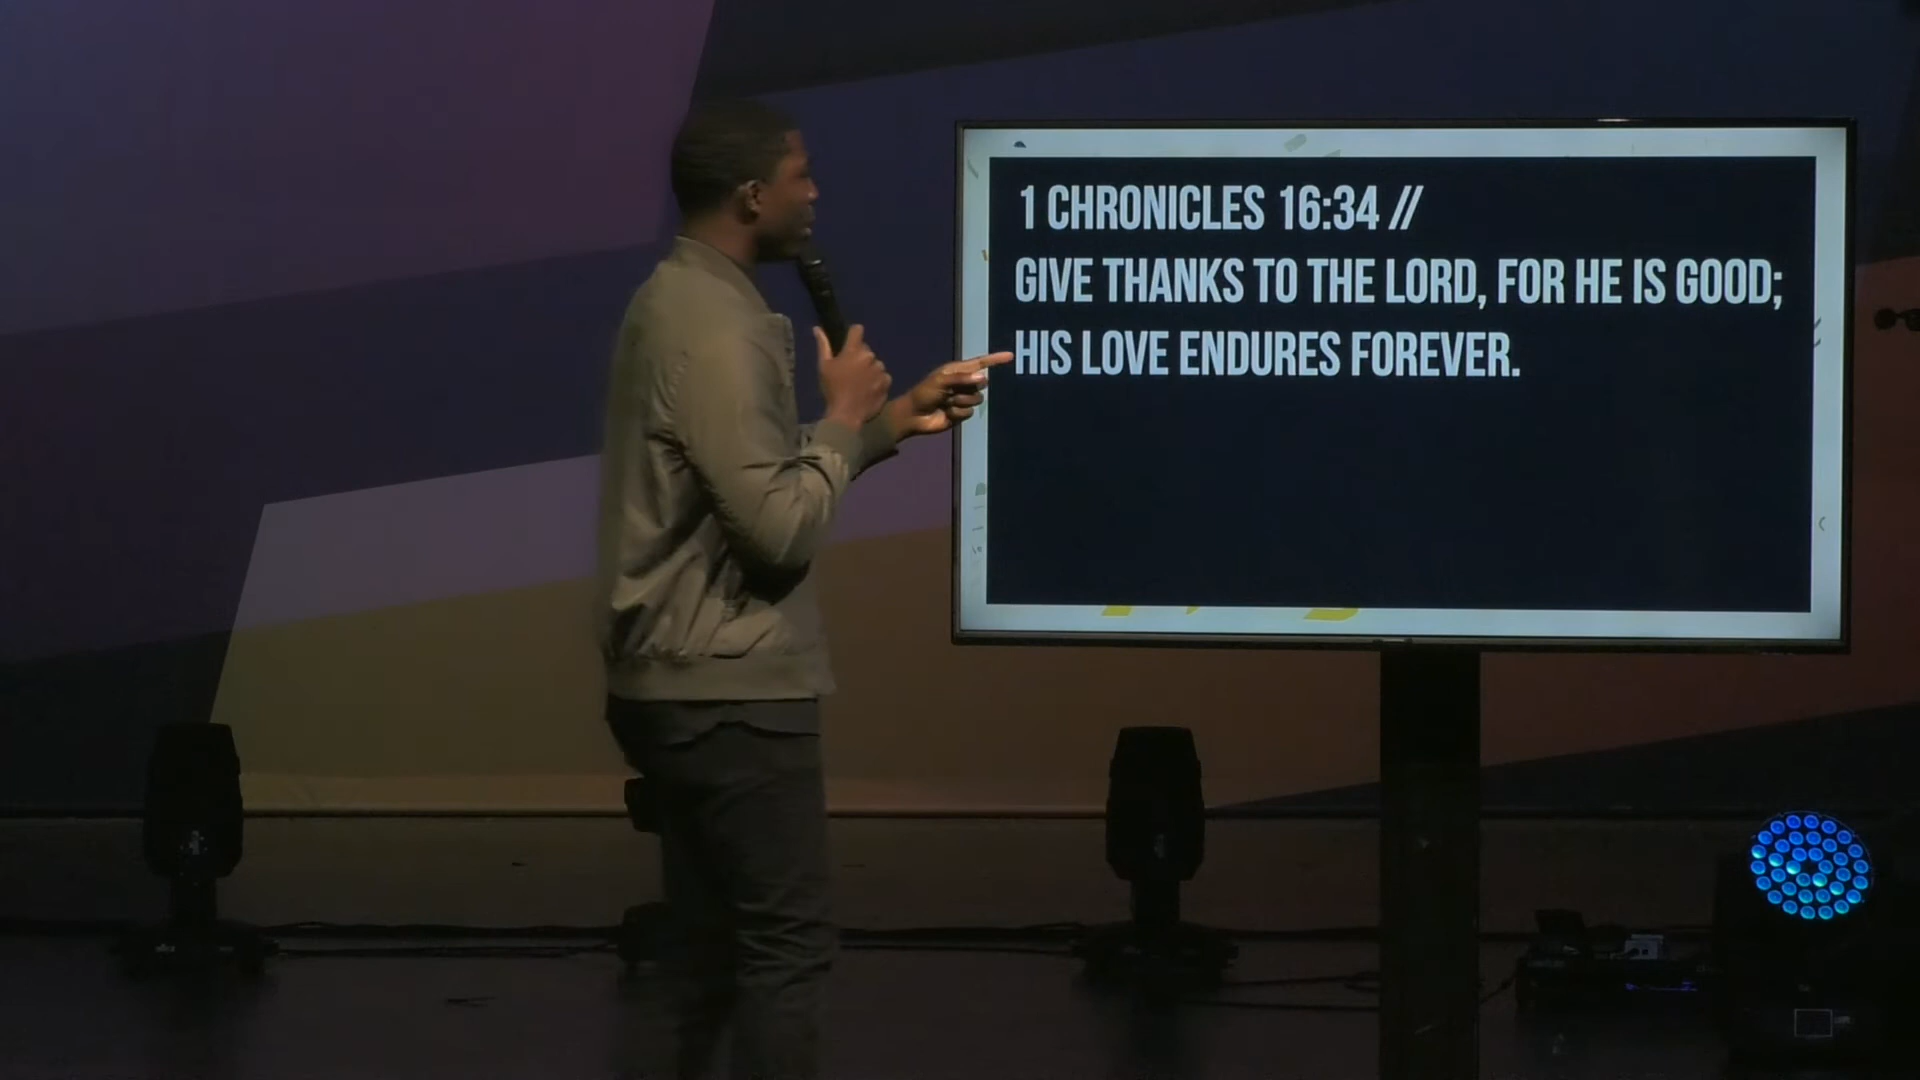 1 CHRONICLES 16:34 //
GIVE THANKS TO THE LORD, FOR HE IS GOOD;
HIS LOVE ENDURES FOREVER.